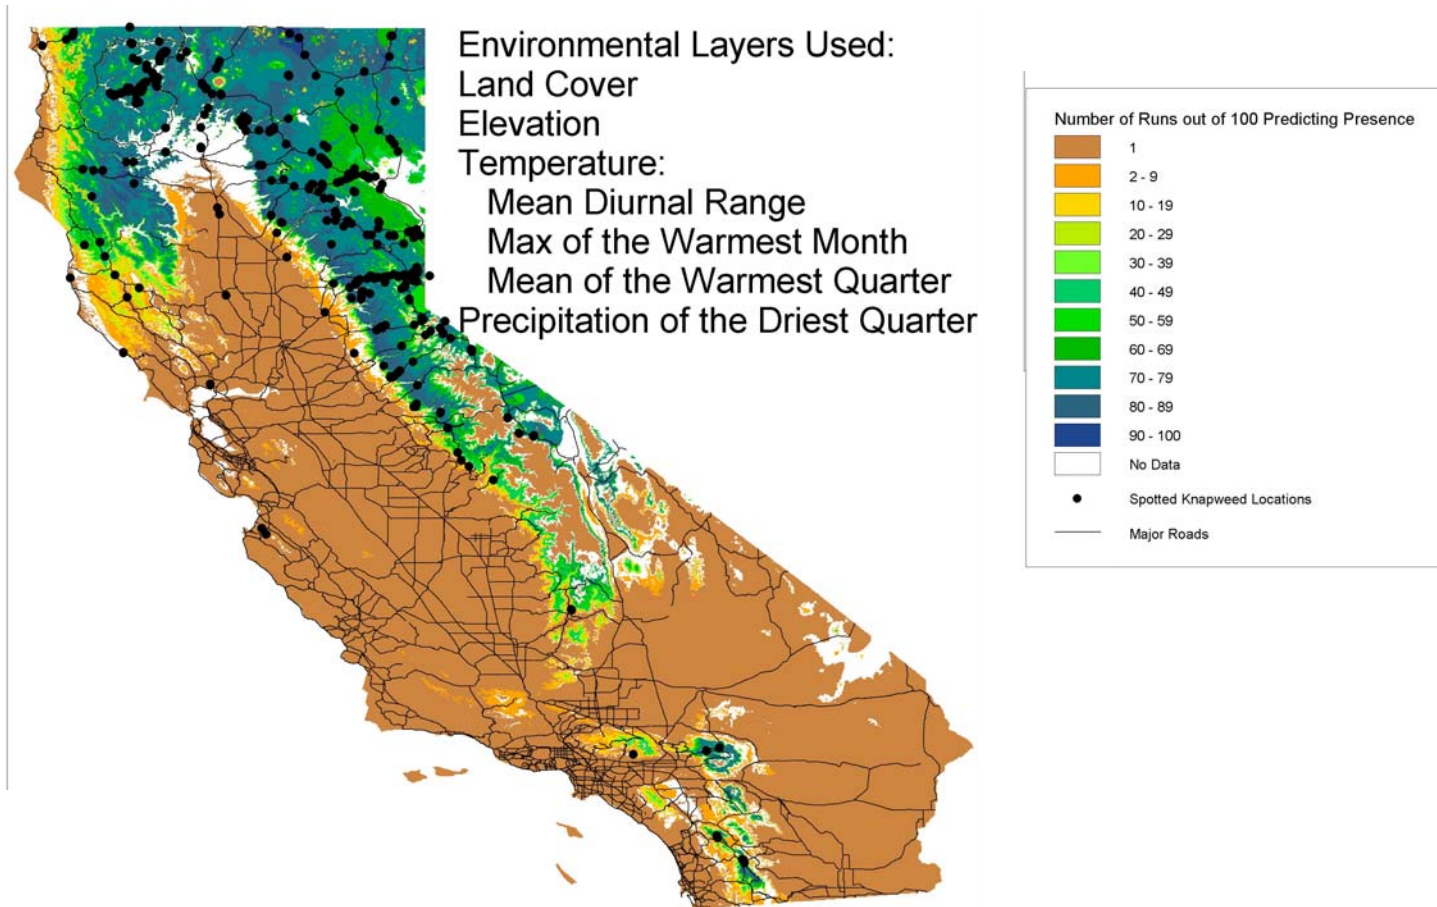 Environmental Layers Used:
Land Cover
Elevation
Temperature:
Mean Diurnal Range
Max of the Warmest Month
Mean of the Warmest Quarter
Precipitation of the Driest Quarter
Number of Runs out of 100 Predicting Presence
1
2 - 9
10 - 19
20 - 29
30 - 39
40 - 49
50 - 59
60 - 69
70 - 79
80 - 89
90 - 100
No Data
Spotted Knapweed Locations
Major Roads